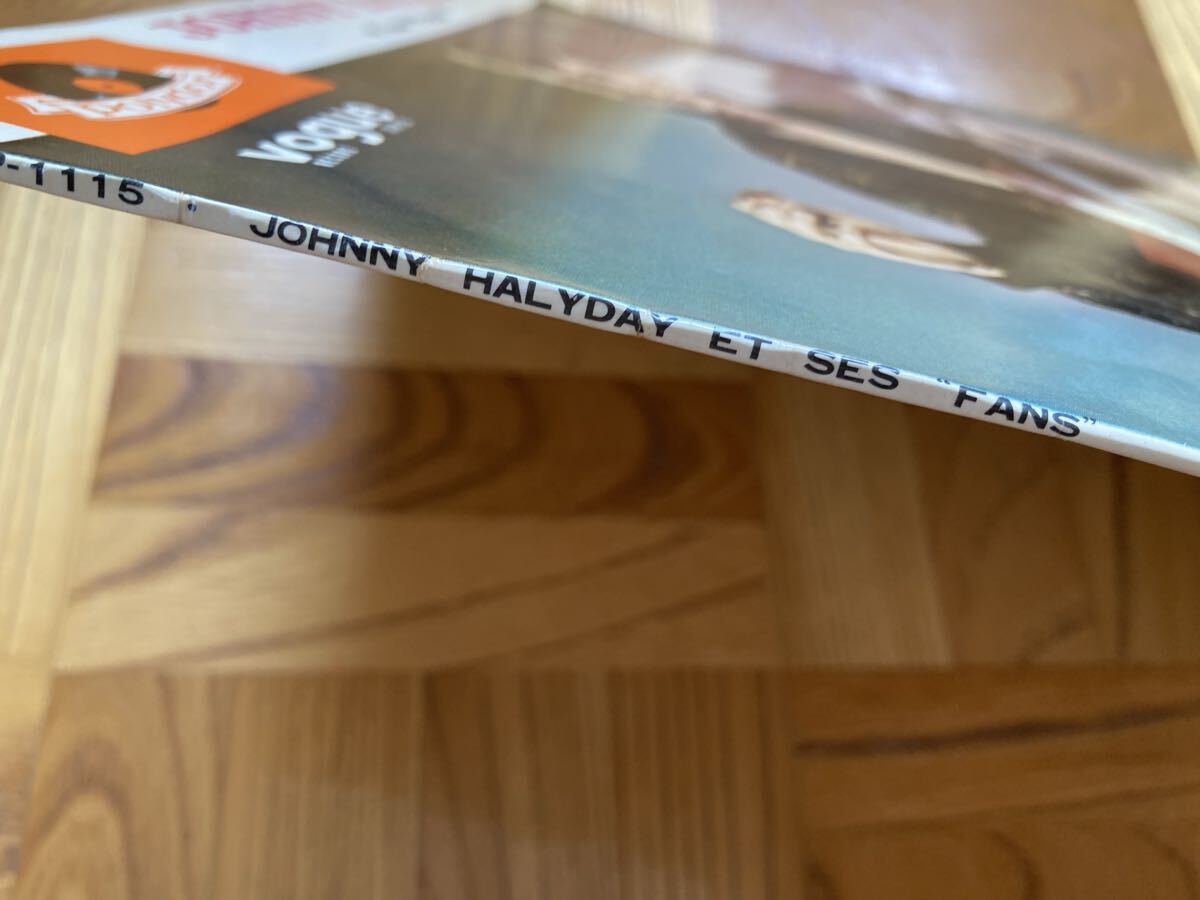 vogue
-1115 JOHNNY HALYDAY ET SES "FANS"